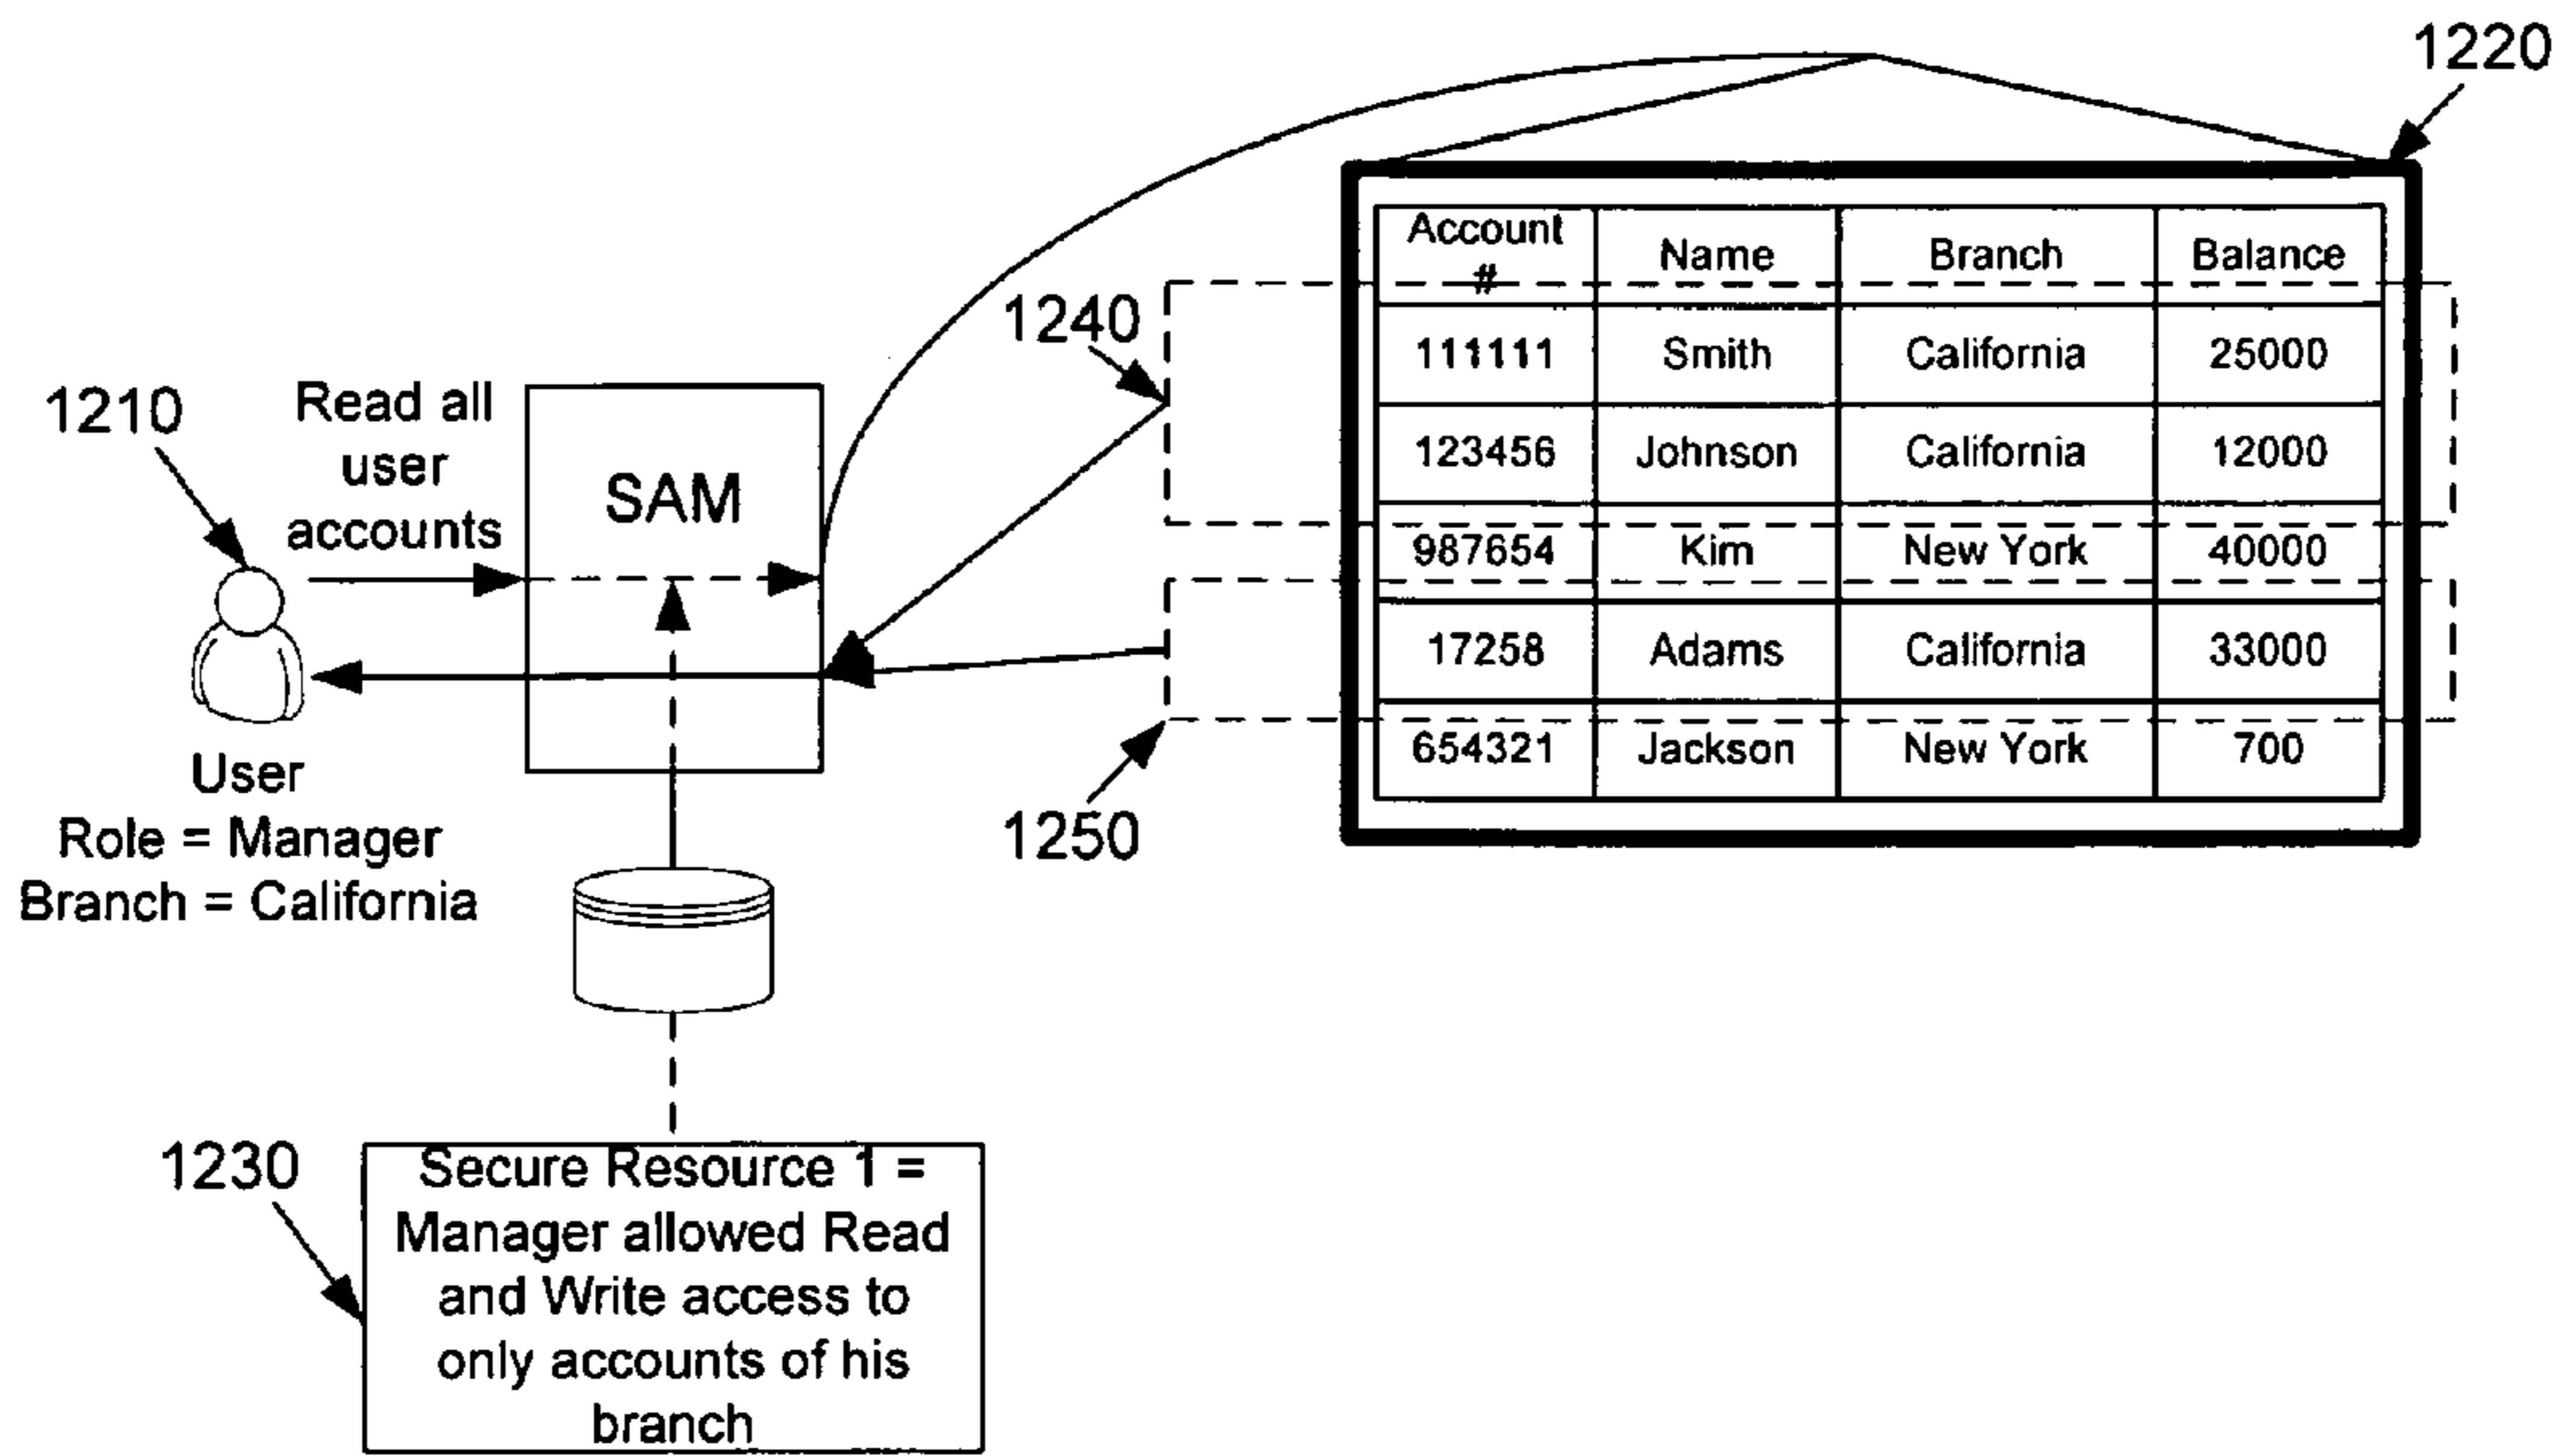 1220
Account
#
Name
Branch
Balance
111111
Smith
California
25000
123456
Johnson
California
12000
987654
Kim
New York
40000
17258
Adams
California
33000
654321
Jackson
New York
700
1240
1250
1210
Read all
user
accounts
SAM
User
Role = Manager
Branch = California
1230
Secure Resource 1 =
Manager allowed Read
and Write access to
only accounts of his
branch